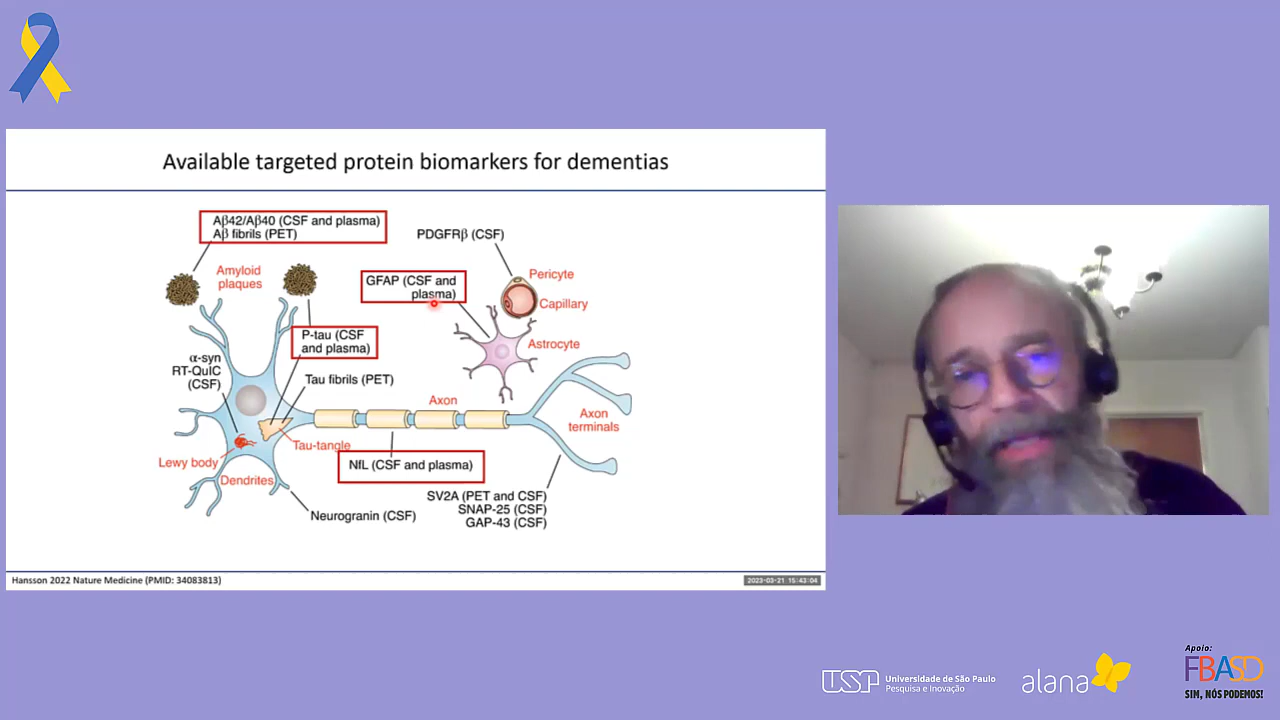 Available targeted protein biomarkers for dementias
Aβ42/Aβ40 (CSF and plasma)
Aβ fibrils (PET)
PDGFRβ (CSF)
Amyloid
plaques
GFAP (CSF and
plasma)
Pericyte
Capillary
P-tau (CSF
and plasma)
Astrocyte
α-syn
RT-QuIC
(CSF)
Tau fibrils (PET)
Axon
Axon
terminals
Tau-tangle
Lewy body
NfL (CSF and plasma)
Dendrites
SV2A (PET and CSF)
SNAP-25 (CSF)
GAP-43 (CSF)
Neurogranin (CSF)
Hansson 2022 Nature Medicine (PMID: 34083813)
2023-03-21 15:43:04
USP
Universidade de São Paulo
Pesquisa e Inovação
alana
Apoio:
FBASD
SIM, NÓS PODEMOS!